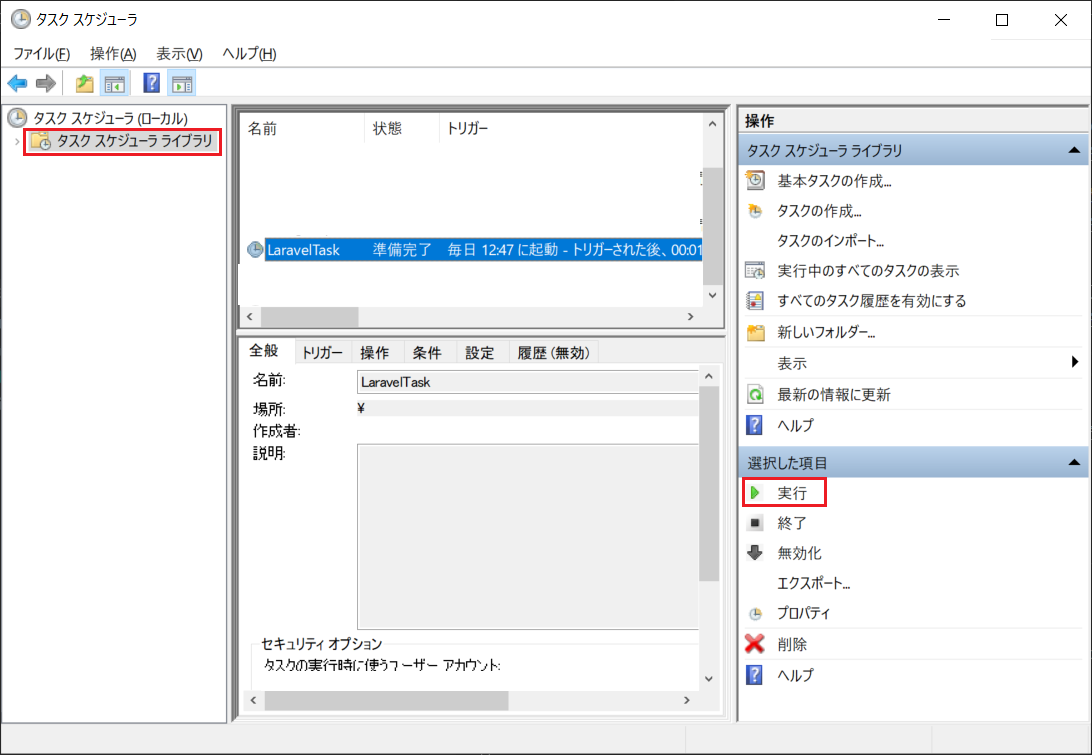 タスク スケジューラ
ファイル(F) 操作(A) 表示(V) ヘルプ(H)
タスク スケジューラ (ローカル)
タスク スケジューラ ライブラリ
名前 状態 トリガー
LaravelTask 準備完了 毎日 12:47 に起動 - トリガーされた後、00:01
全般 トリガー 操作 条件 設定 履歴 (無効)
名前: LaravelTask
場所: ¥
作成者:
説明:
セキュリティ オプション
タスクの実行時に使うユーザー アカウント:
操作
タスク スケジューラ ライブラリ
基本タスクの作成...
タスクの作成...
タスクのインポート...
実行中のすべてのタスクの表示
すべてのタスク履歴を有効にする
新しいフォルダー...
表示
最新の情報に更新
ヘルプ
選択した項目
実行
終了
無効化
エクスポート...
プロパティ
削除
ヘルプ